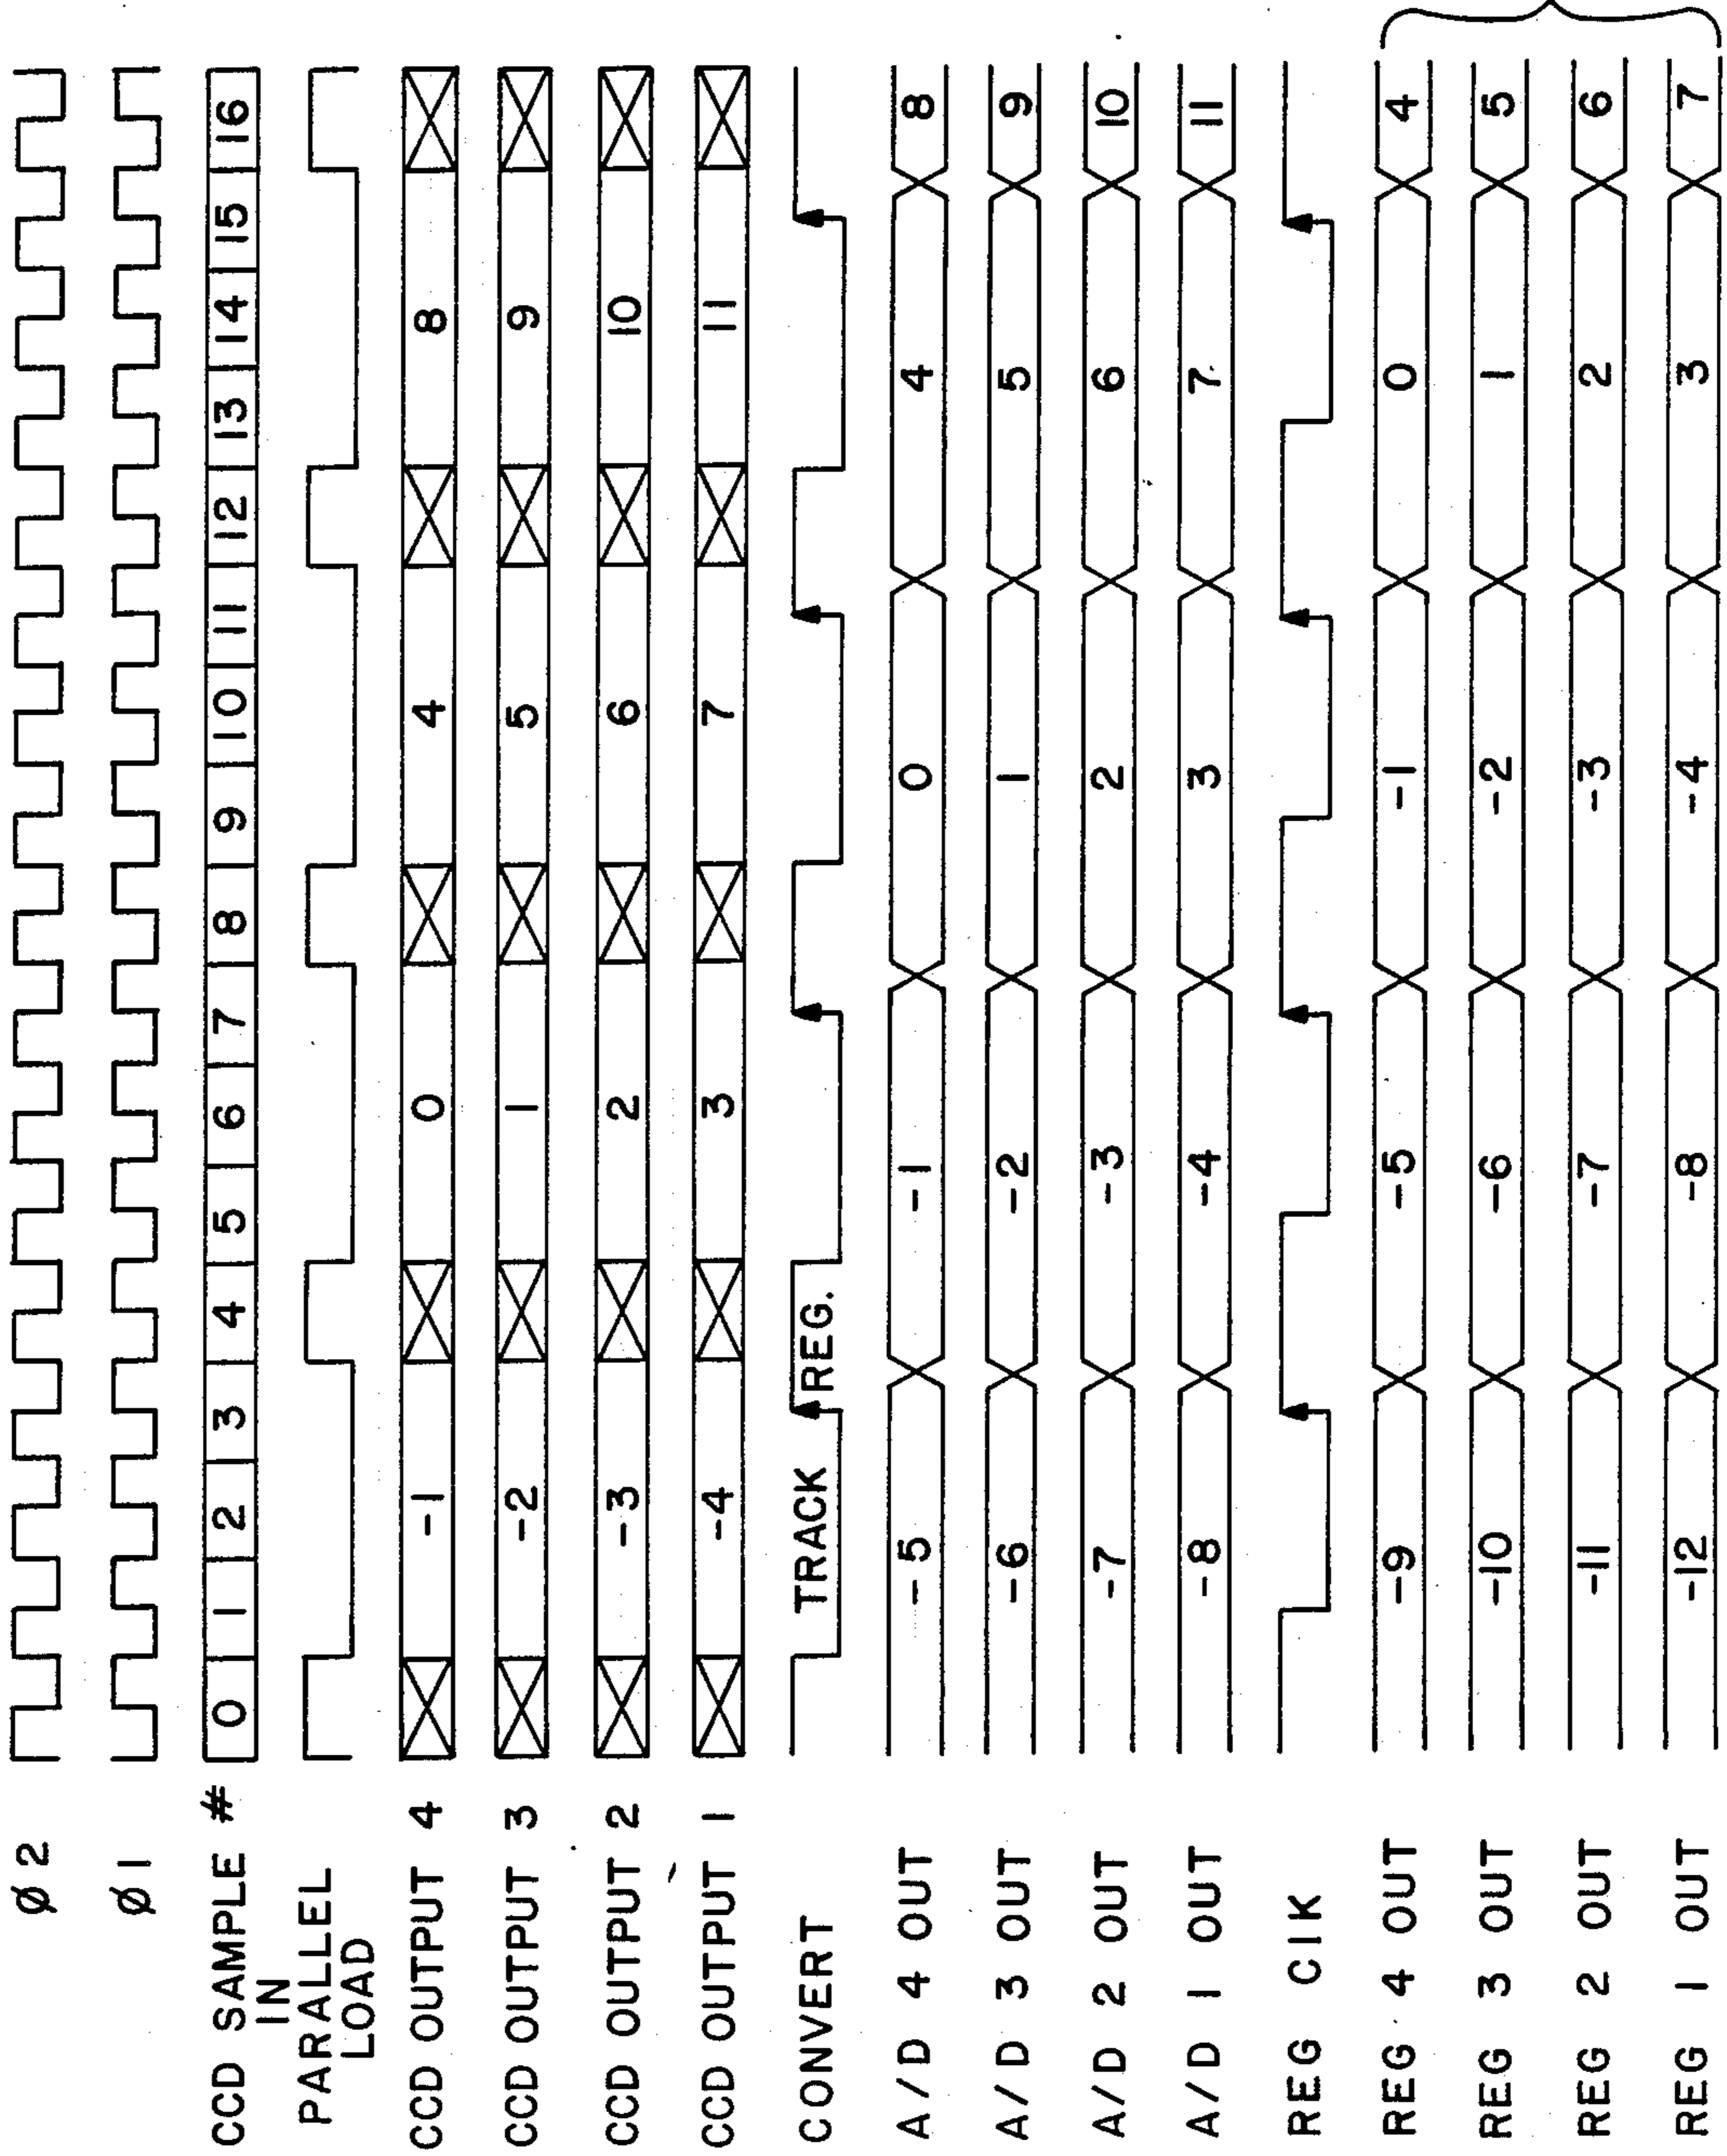 Ø 2
Ø 1
CCD SAMPLE # 0 1 2 3 4 5 6 7 8 9 10 11 12 13 14 15 16
IN
PARALLEL
LOAD
CCD OUTPUT 4 -1 0 4 8
CCD OUTPUT 3 -2 1 5 9
CCD OUTPUT 2 -3 2 6 10
CCD OUTPUT 1 -4 3 7 11
CONVERT TRACK REG.
A/D 4 OUT -5 -1 0 4 8
A/D 3 OUT -6 -2 1 5 9
A/D 2 OUT -7 -3 2 6 10
A/D 1 OUT -8 -4 3 7 11
REG ClK
REG 4 OUT -9 -5 -1 0 4
REG 3 OUT -10 -6 -2 1 5
REG 2 OUT -11 -7 -3 2 6
REG 1 OUT -12 -8 -4 3 7